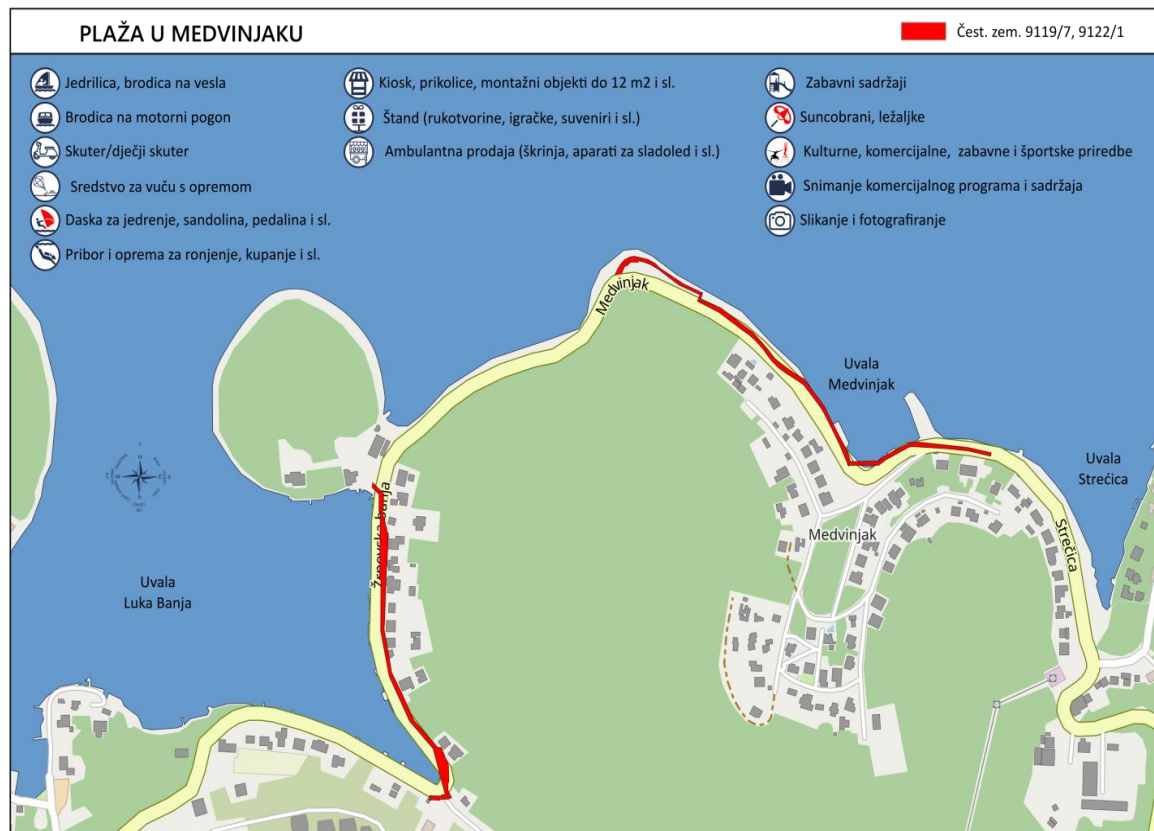 PLAŽA U MEDVINJAKU
Čest. zem. 9119/7, 9122/1
Jedrilica, brodica na vesla
Brodica na motorni pogon
Skuter/dječji skuter
Sredstvo za vuču s opremom
Daska za jedrenje, sandolina, pedalina i sl.
Pribor i oprema za ronjenje, kupanje i sl.
Kiosk, prikolice, montažni objekti do 12 m2 i sl.
Štand (rukotvorine, igračke, suveniri i sl.)
Ambulantna prodaja (škrinja, aparati za sladoled i sl.)
Zabavni sadržaji
Suncobrani, ležaljke
Kulturne, komercijalne, zabavne i športske priredbe
Snimanje komercijalnog programa i sadržaja
Slikanje i fotografiranje
Medvinjak
Uvala
Medvinjak
Uvala
Strećica
Žrnovska banja
Medvinjak
Strečica
Uvala
Luka Banja